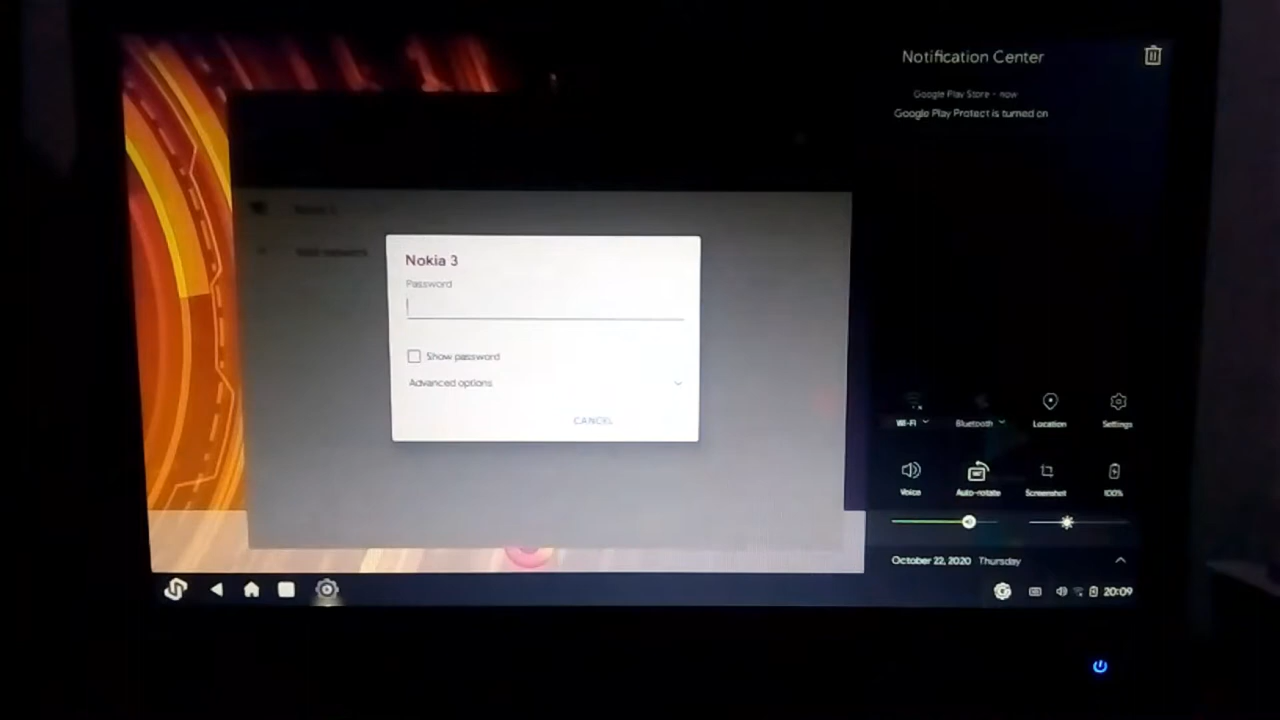 Notification Center
Google Play Store - now
Google Play Protect is turned on
Nokia 3
Password
Show password
Advanced options
CANCEL
Wi-Fi Bluetooth Location Settings
Voice Auto-rotate Screenshot 100%
October 22, 2020 Thursday
20:09